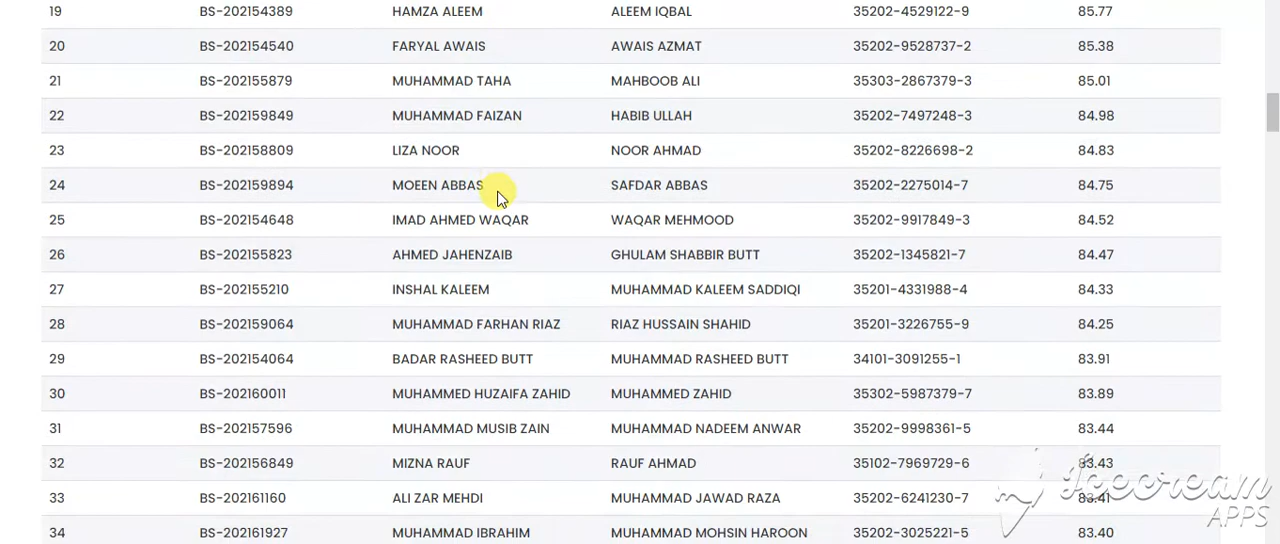 19 BS-202154389 HAMZA ALEEM ALEEM IQBAL 35202-4529122-9 85.77
20 BS-202154540 FARYAL AWAIS AWAIS AZMAT 35202-9528737-2 85.38
21 BS-202155879 MUHAMMAD TAHA MAHBOOB ALI 35303-2867379-3 85.01
22 BS-202159849 MUHAMMAD FAIZAN HABIB ULLAH 35202-7497248-3 84.98
23 BS-202158809 LIZA NOOR NOOR AHMAD 35202-8226698-2 84.83
24 BS-202159894 MOEEN ABBAS SAFDAR ABBAS 35202-2275014-7 84.75
25 BS-202154648 IMAD AHMED WAQAR WAQAR MEHMOOD 35202-9917849-3 84.52
26 BS-202155823 AHMED JAHENZAIB GHULAM SHABBIR BUTT 35202-1345821-7 84.47
27 BS-202155210 INSHAL KALEEM MUHAMMAD KALEEM SADDIQI 35201-4331988-4 84.33
28 BS-202159064 MUHAMMAD FARHAN RIAZ RIAZ HUSSAIN SHAHID 35201-3226755-9 84.25
29 BS-202154064 BADAR RASHEED BUTT MUHAMMAD RASHEED BUTT 34101-3091255-1 83.91
30 BS-202160011 MUHAMMED HUZAIFA ZAHID MUHAMMED ZAHID 35302-5987379-7 83.89
31 BS-202157596 MUHAMMAD MUSIB ZAIN MUHAMMAD NADEEM ANWAR 35202-9998361-5 83.44
32 BS-202156849 MIZNA RAUF RAUF AHMAD 35102-7969729-6 83.43
33 BS-202161160 ALI ZAR MEHDI MUHAMMAD JAWAD RAZA 35202-6241230-7 83.41
34 BS-202161927 MUHAMMAD IBRAHIM MUHAMMAD MOHSIN HAROON 35202-3025221-5 83.40
Icecream
APPS